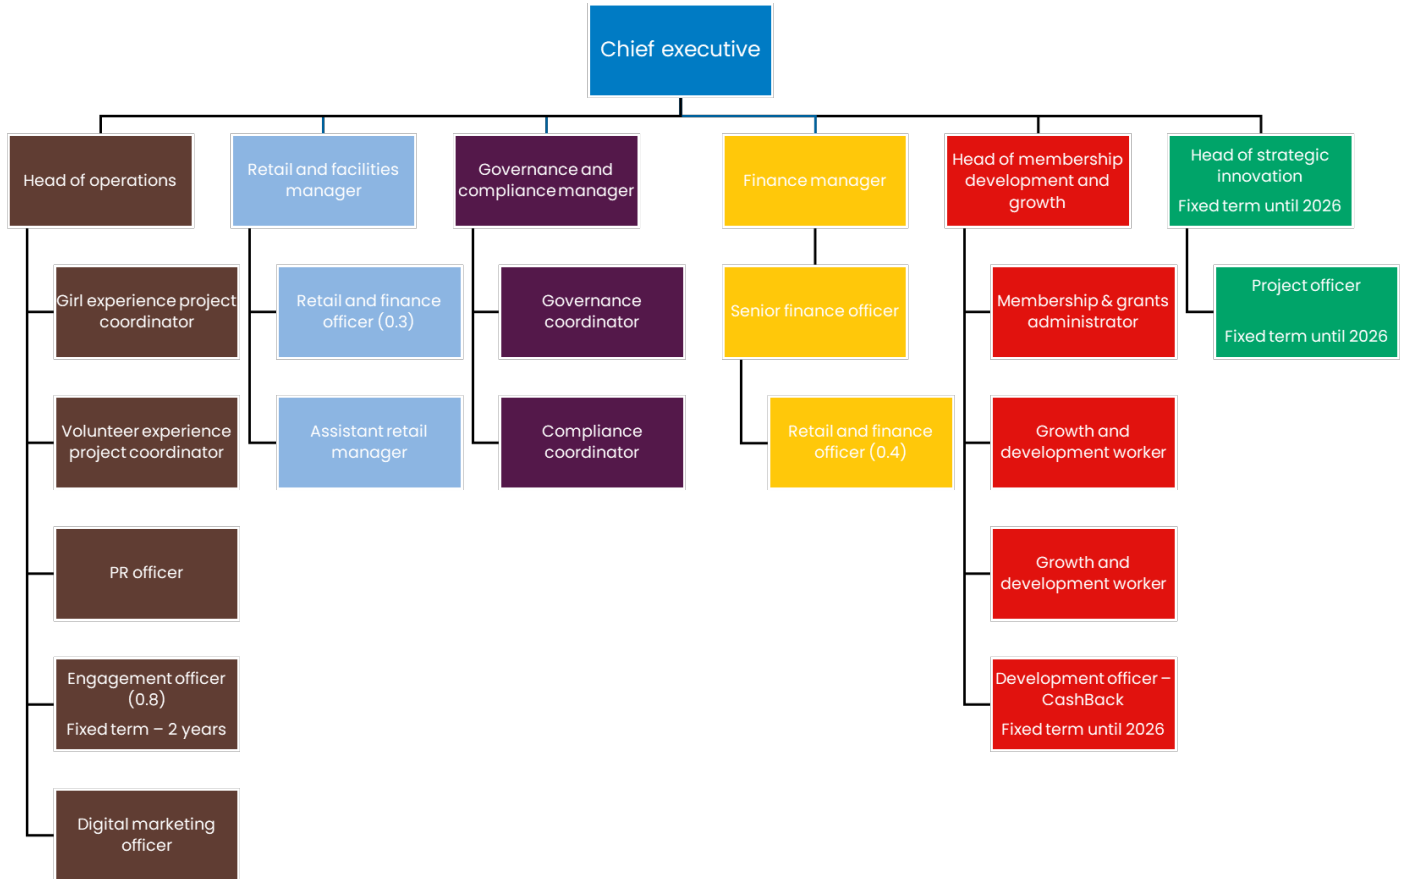 Chief executive
Head of operations
Girl experience project
coordinator
Volunteer experience
project coordinator
PR officer
Engagement officer
(0.8)
Fixed term – 2 years
Digital marketing
officer
Retail and facilities
manager
Retail and finance
officer (0.3)
Assistant retail
manager
Governance and
compliance manager
Governance
coordinator
Compliance
coordinator
Finance manager
Senior finance officer
Retail and finance
officer (0.4)
Head of membership
development and
growth
Membership & grants
administrator
Growth and
development worker
Growth and
development worker
Development officer –
CashBack
Fixed term until 2026
Head of strategic
innovation
Fixed term until 2026
Project officer
Fixed term until 2026